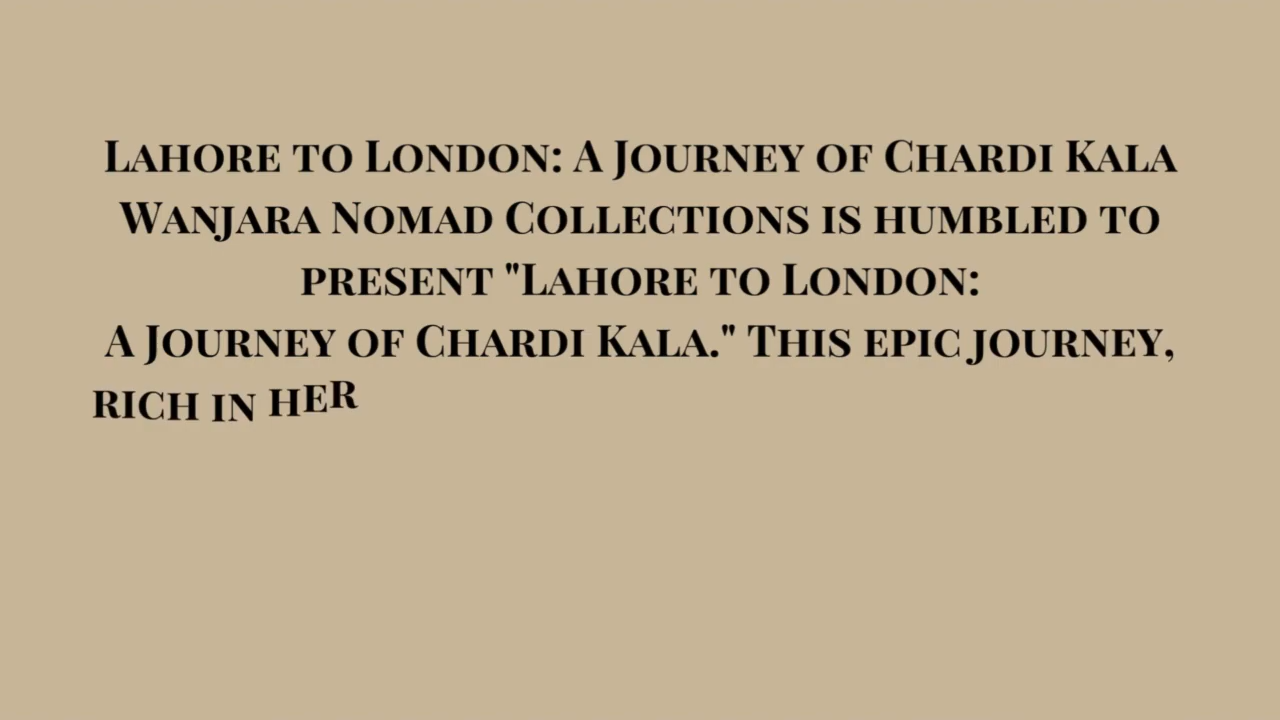 Lahore to London: A Journey of Chardi Kala
Wanjara Nomad Collections is humbled to
present "Lahore to London:
A Journey of Chardi Kala." This epic journey,
rich in her